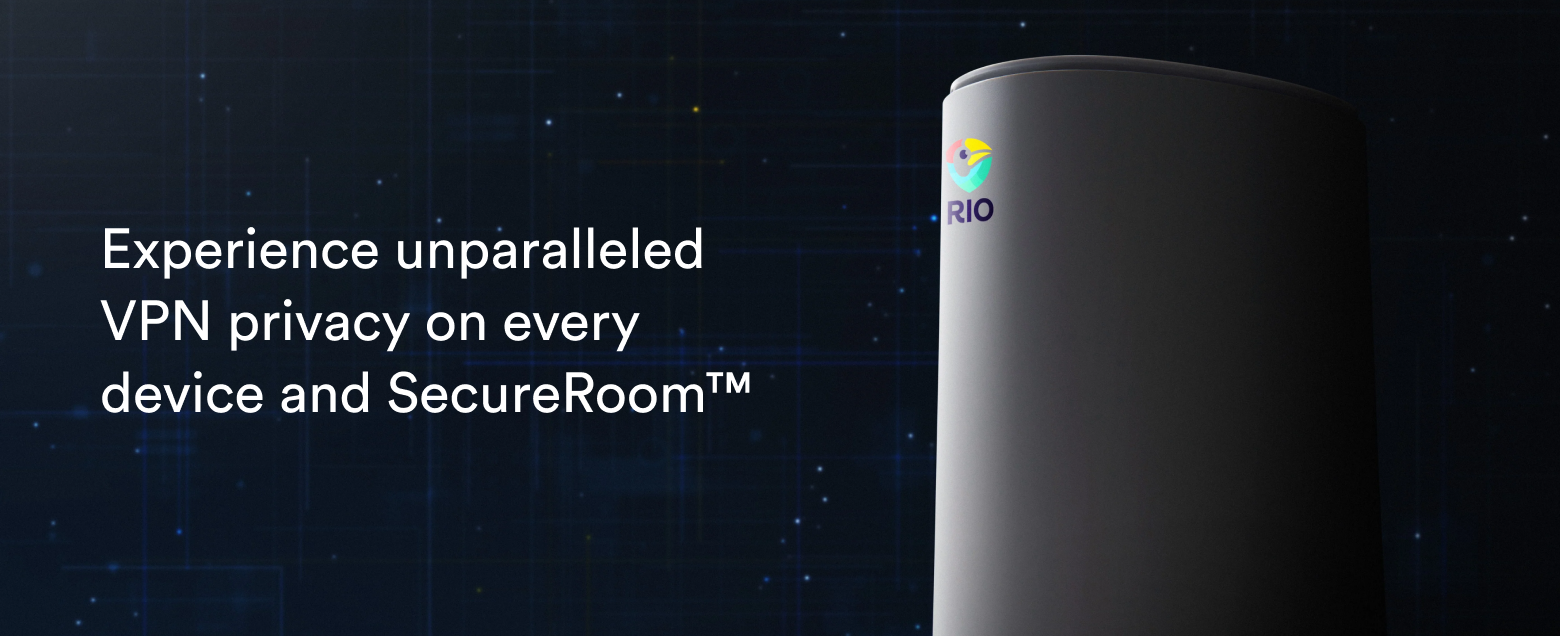 Experience unparalleled
VPN privacy on every
device and SecureRoom™
RIO